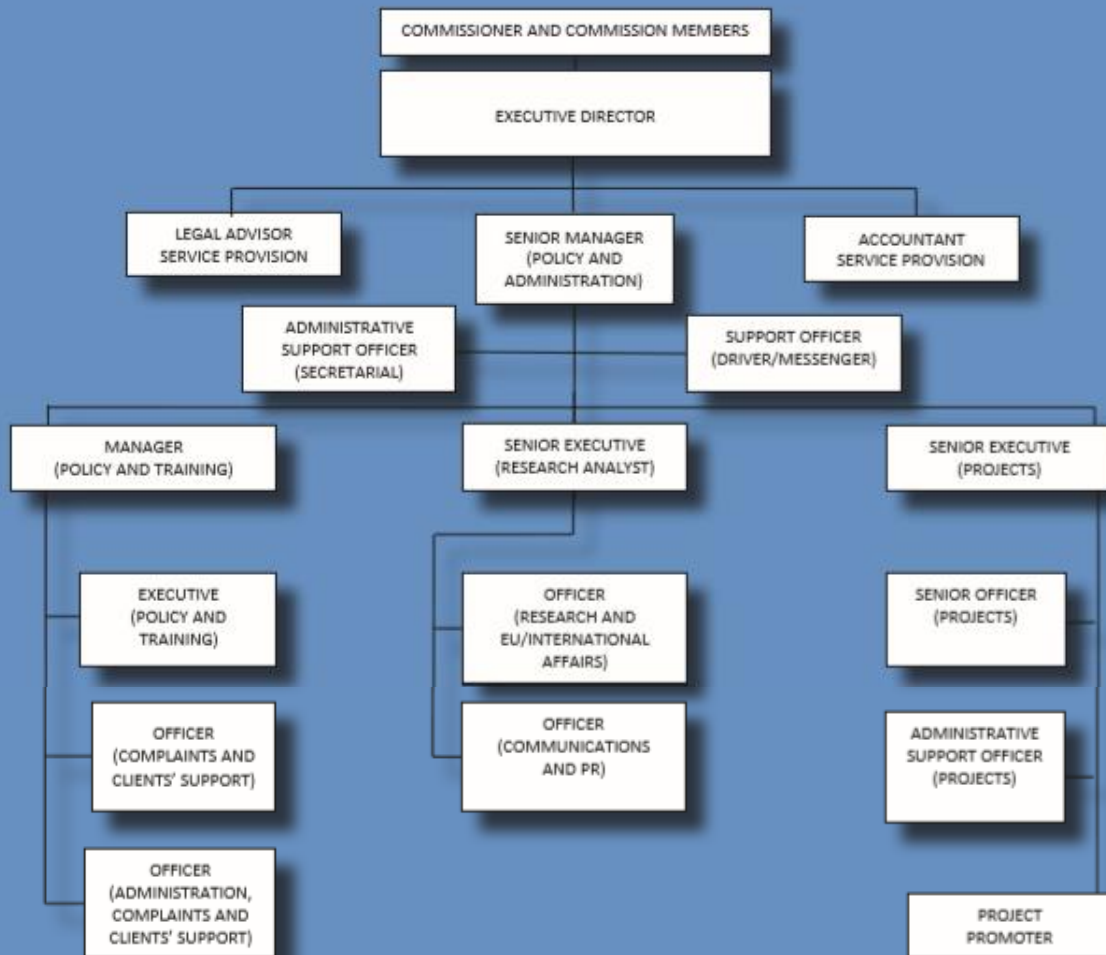 COMMISSIONER AND COMMISSION MEMBERS
EXECUTIVE DIRECTOR
LEGAL ADVISOR
SERVICE PROVISION
SENIOR MANAGER
(POLICY AND
ADMINISTRATION)
ACCOUNTANT
SERVICE PROVISION
ADMINISTRATIVE
SUPPORT OFFICER
(SECRETARIAL)
SUPPORT OFFICER
(DRIVER/MESSENGER)
MANAGER
(POLICY AND TRAINING)
SENIOR EXECUTIVE
(RESEARCH ANALYST)
SENIOR EXECUTIVE
(PROJECTS)
EXECUTIVE
(POLICY AND
TRAINING)
OFFICER
(RESEARCH AND
EU/INTERNATIONAL
AFFAIRS)
SENIOR OFFICER
(PROJECTS)
OFFICER
(COMPLAINTS AND
CLIENTS’ SUPPORT)
OFFICER
(COMMUNICATIONS
AND PR)
ADMINISTRATIVE
SUPPORT OFFICER
(PROJECTS)
OFFICER
(ADMINISTRATION,
COMPLAINTS AND
CLIENTS’ SUPPORT)
PROJECT
PROMOTER